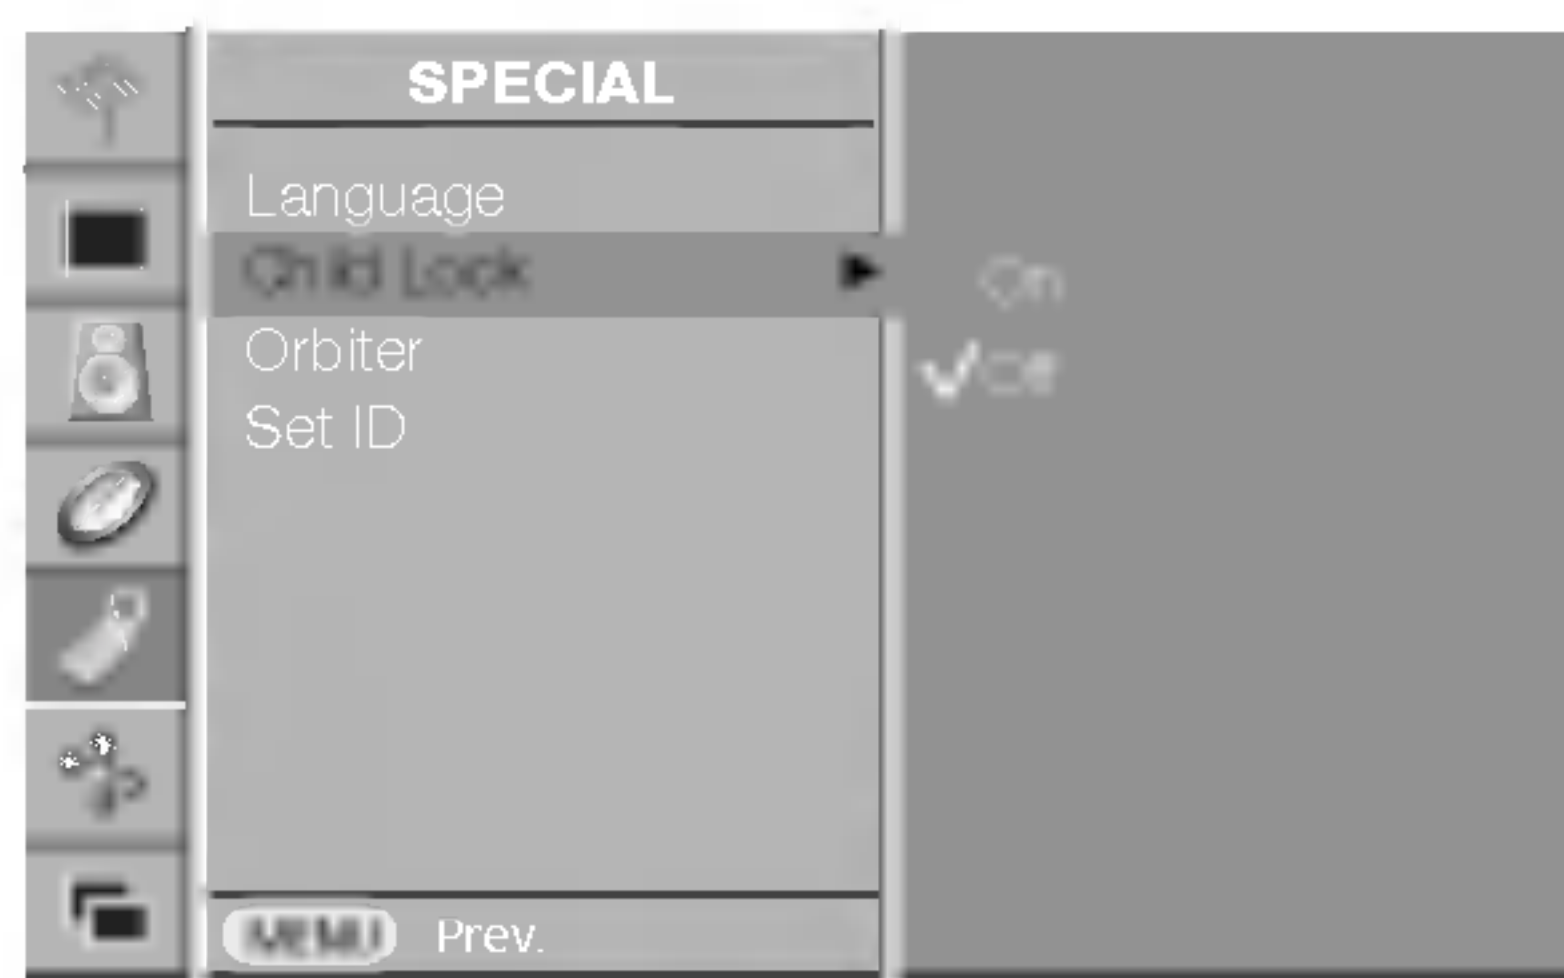 SPECIAL
Language
Child Lock
On
Orbiter
Off
Set ID
MENU Prev.